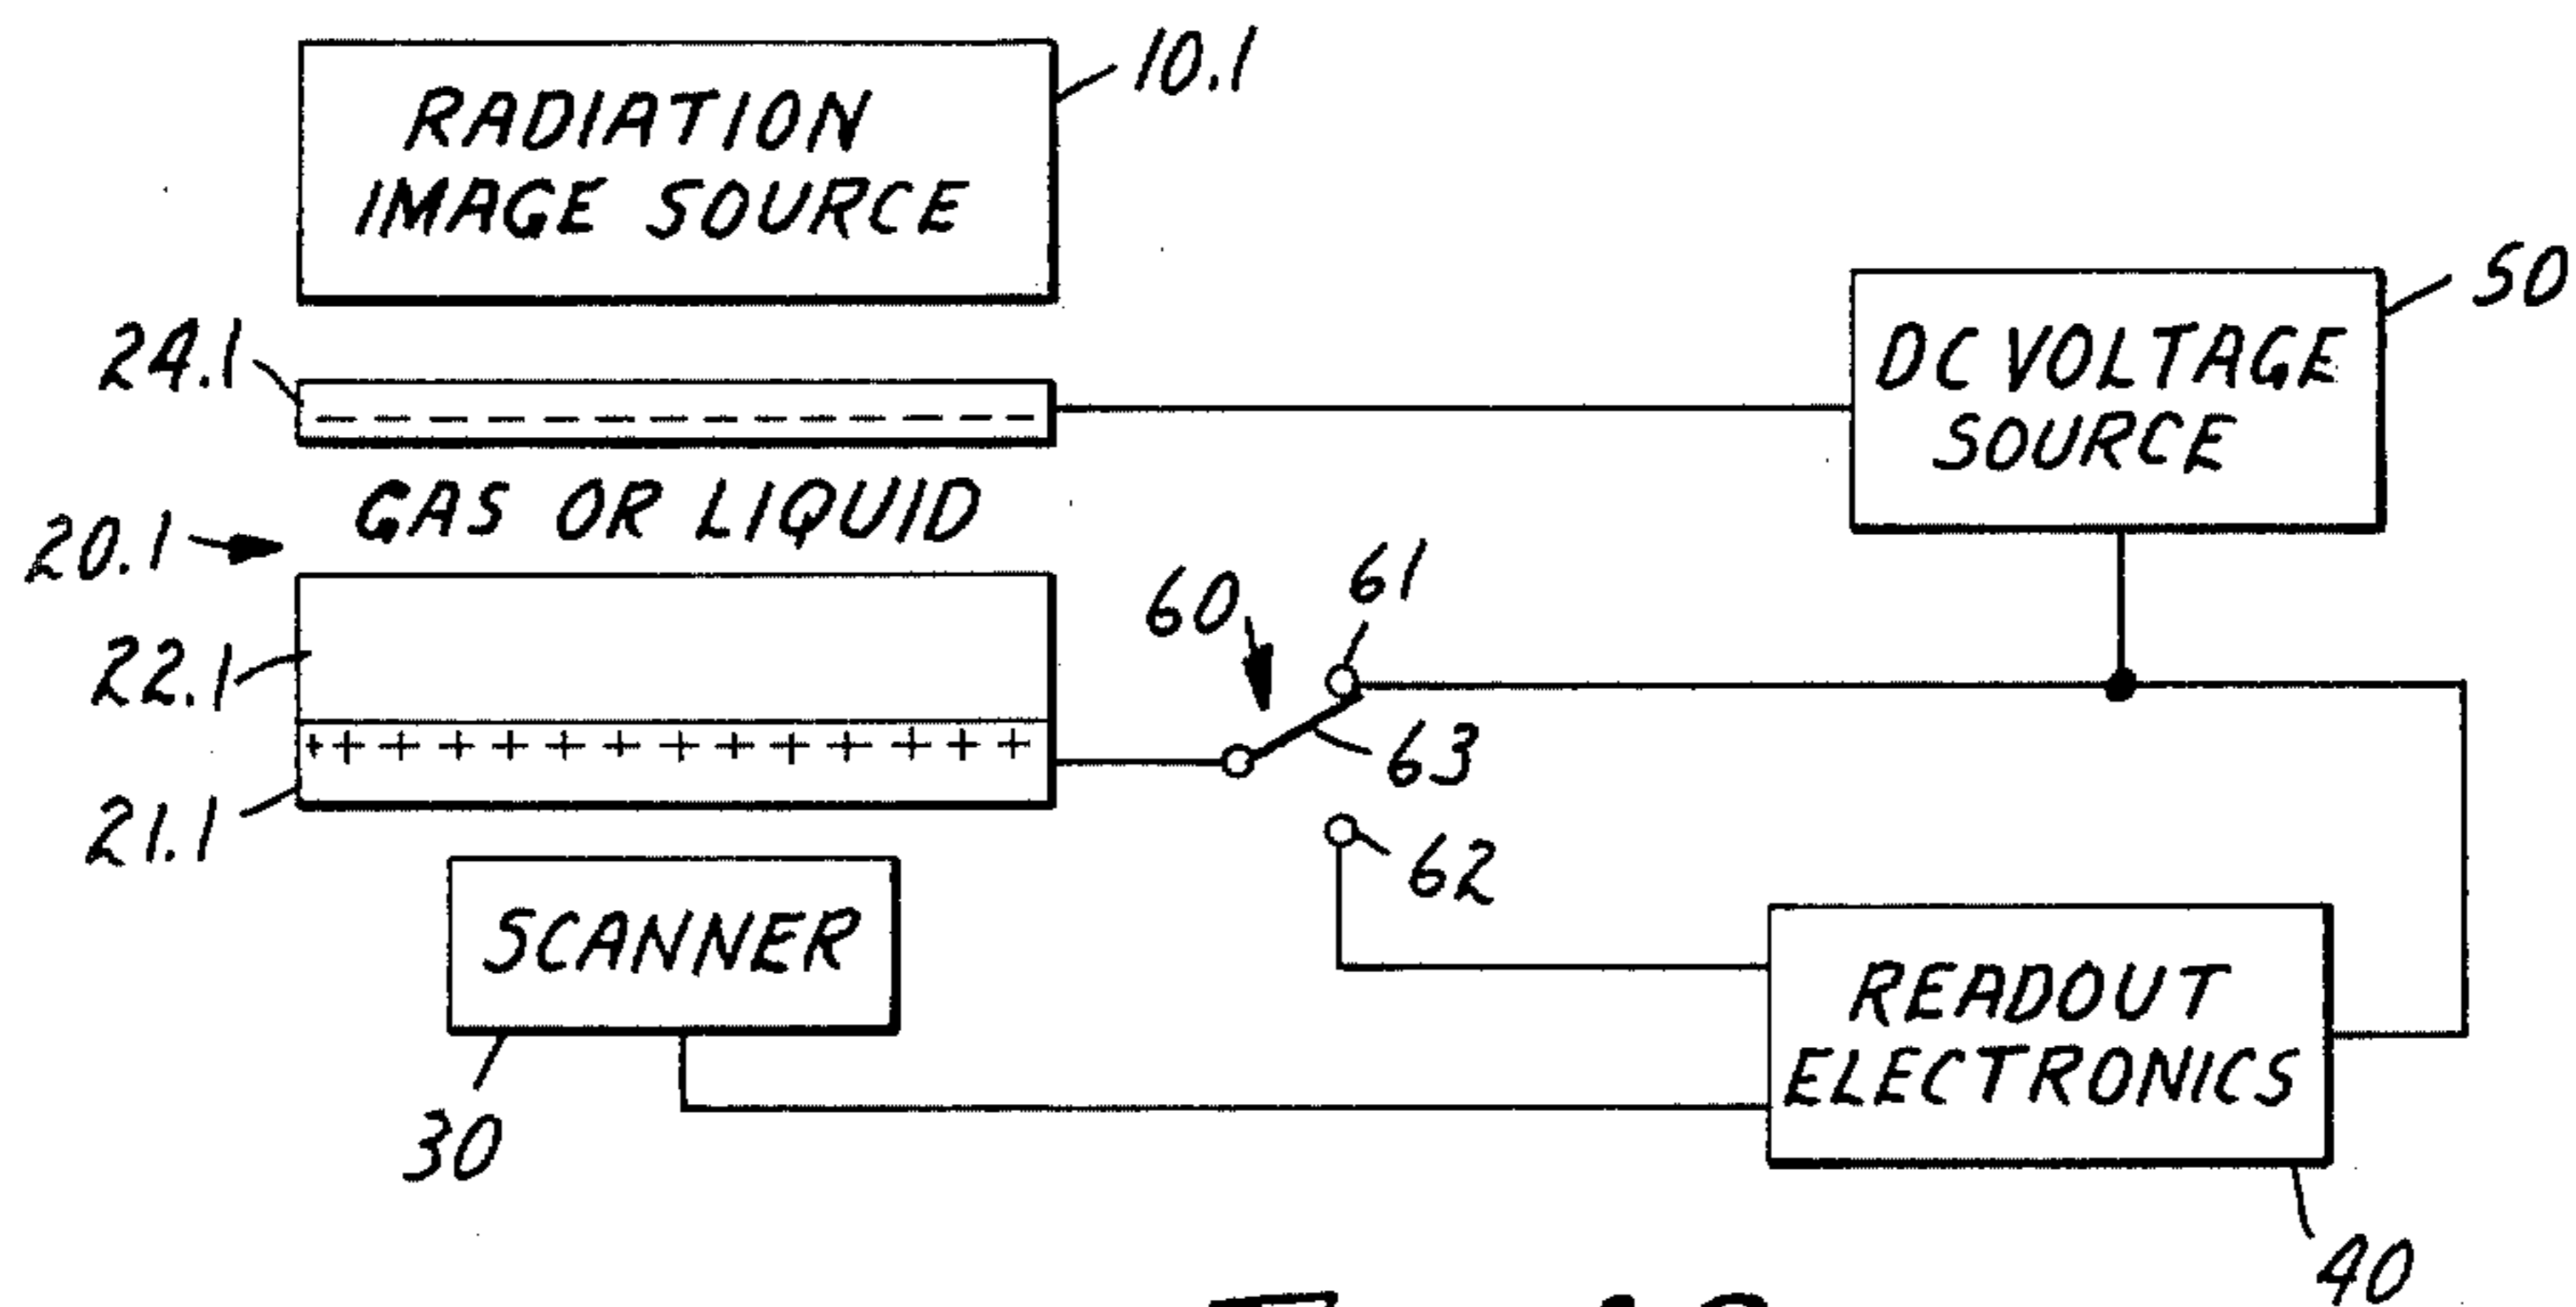 RADIATION
IMAGE SOURCE
10.1
24.1
DC VOLTAGE
SOURCE
50
GAS OR LIQUID
20.1
60
61
22.1
63
21.1
62
SCANNER
READOUT
ELECTRONICS
30
40